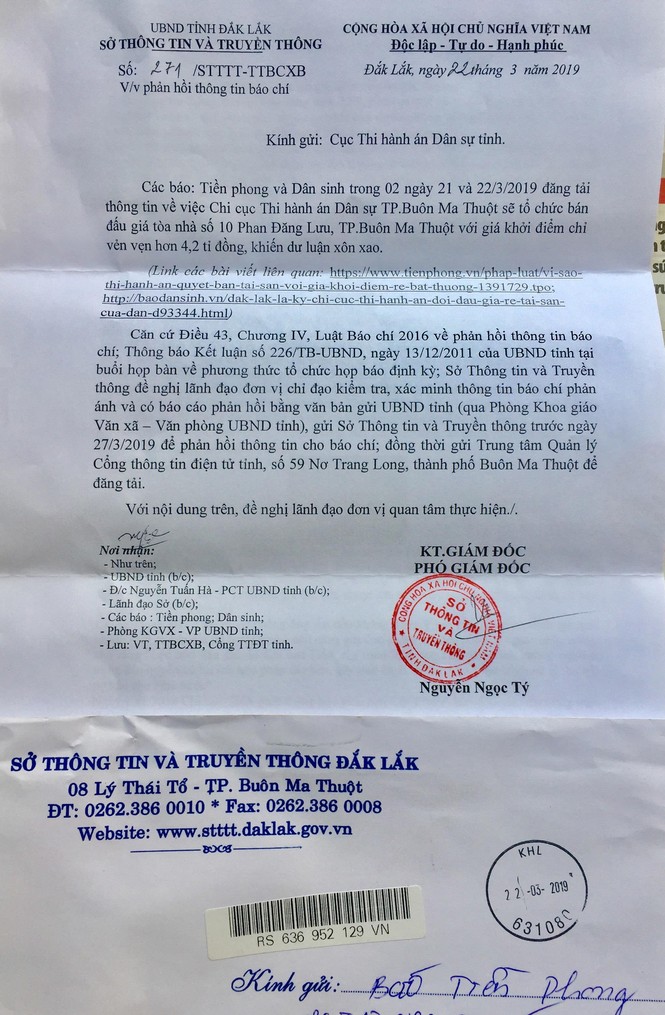 UBND TỈNH ĐẮK LẮK
SỞ THÔNG TIN VÀ TRUYỀN THÔNG
Số: 271 /STTTT-TTBCXB
V/v phản hồi thông tin báo chí
CỘNG HÒA XÃ HỘI CHỦ NGHĨA VIỆT NAM
Độc lập - Tự do - Hạnh phúc
Đắk Lắk, ngày 22 tháng 3 năm 2019
Kính gửi: Cục Thi hành án Dân sự tỉnh.
Các báo: Tiền phong và Dân sinh trong 02 ngày 21 và 22/3/2019 đăng tải
thông tin về việc Chi cục Thi hành án Dân sự TP.Buôn Ma Thuột sẽ tổ chức bán
đấu giá tòa nhà số 10 Phan Đăng Lưu, TP.Buôn Ma Thuột với giá khởi điểm chỉ
vẻn vẹn hơn 4,2 tỉ đồng, khiến dư luận xôn xao.
(Link các bài viết liên quan: https://www.tienphong.vn/phap-luat/vi-sao-
thi-hanh-an-quyet-ban-tai-san-voi-gia-khoi-diem-re-bat-thuong-1391729.tpo;
http://baodansinh.vn/dak-lak-la-ky-chi-cuc-thi-hanh-an-doi-dau-gia-re-tai-san-
cua-dan-d93344.html)
Căn cứ Điều 43, Chương IV, Luật Báo chí 2016 về phản hồi thông tin báo
chí; Thông báo Kết luận số 226/TB-UBND, ngày 13/12/2011 của UBND tỉnh tại
buổi họp bàn về phương thức tổ chức họp báo định kỳ; Sở Thông tin và Truyền
thông đề nghị lãnh đạo đơn vị chỉ đạo kiểm tra, xác minh thông tin báo chí phản
ánh và có báo cáo phản hồi bằng văn bản gửi UBND tỉnh (qua Phòng Khoa giáo
Văn xã – Văn phòng UBND tỉnh), gửi Sở Thông tin và Truyền thông trước ngày
27/3/2019 để phản hồi thông tin cho báo chí; đồng thời gửi Trung tâm Quản lý
Cổng thông tin điện tử tỉnh, số 59 Nơ Trang Long, thành phố Buôn Ma Thuột để
đăng tải.
Với nội dung trên, đề nghị lãnh đạo đơn vị quan tâm thực hiện./.
Nơi nhận:
- Như trên;
- UBND tỉnh (b/c);
- Đ/c Nguyễn Tuấn Hà - PCT UBND tỉnh (b/c);
- Lãnh đạo Sở (b/c);
- Các báo : Tiền phong; Dân sinh;
- Phòng KGVX - VP UBND tỉnh;
- Lưu: VT, TTBCXB, Cổng TTĐT tỉnh.
KT.GIÁM ĐỐC
PHÓ GIÁM ĐỐC
CỘNG HÒA XÃ HỘI CHỦ NGHĨA VIỆT NAM
SỞ
THÔNG TIN
VÀ
TRUYỀN THÔNG
TỈNH ĐẮK LẮK
Nguyễn Ngọc Tý
SỞ THÔNG TIN VÀ TRUYỀN THÔNG ĐẮK LẮK
08 Lý Thái Tổ - TP. Buôn Ma Thuột
ĐT: 0262.386 0010 * Fax: 0262.386 0008
Website: www.stttt.daklak.gov.vn
KHL
22-03-2019
631080
RS 636 952 129 VN
Kính gửi: Báo Tiền Phong